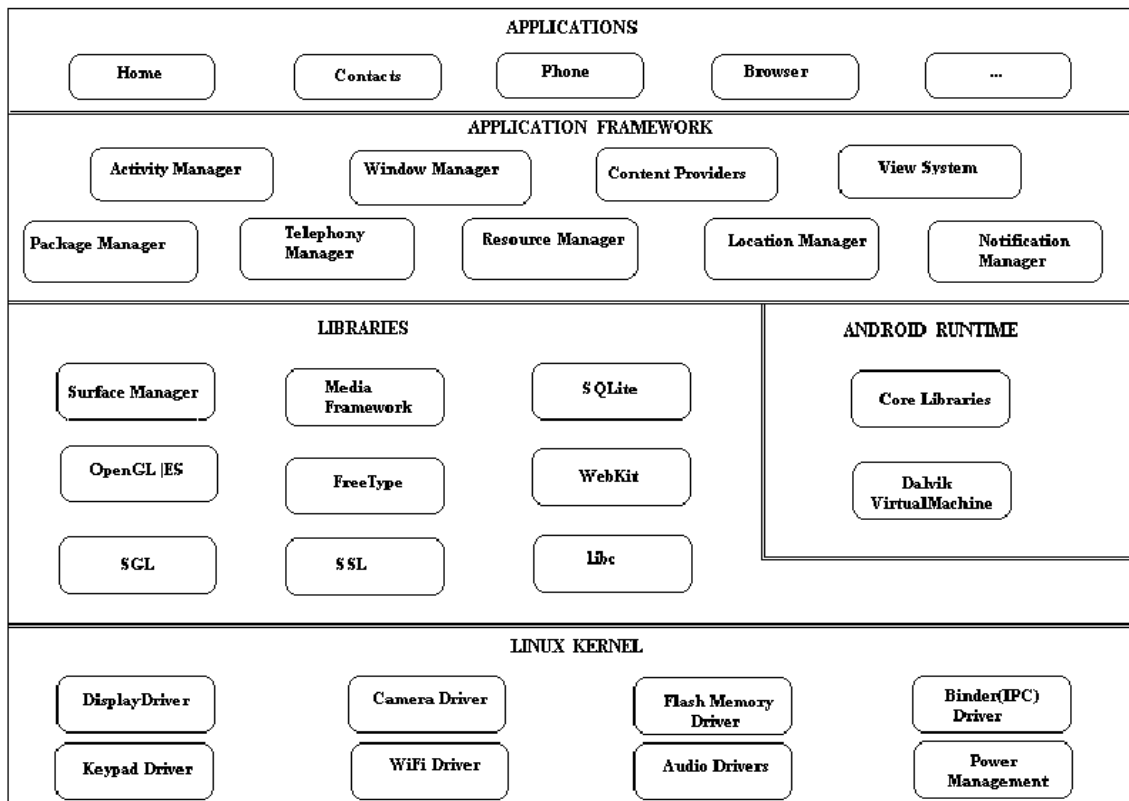 APPLICATIONS
Home
Contacts
Phone
Browser
...
APPLICATION FRAMEWORK
Activity Manager
Window Manager
Content Providers
View System
Package Manager
Telephony
Manager
Resource Manager
Location Manager
Notification
Manager
LIBRARIES
Surface Manager
Media
Framework
SQLite
OpenGL |ES
FreeType
WebKit
SGL
SSL
libc
ANDROID RUNTIME
Core Libraries
Dalvik
VirtualMachine
LINUX KERNEL
DisplayDriver
Camera Driver
Flash Memory
Driver
Binder(IPC)
Driver
Keypad Driver
WiFi Driver
Audio Drivers
Power
Management